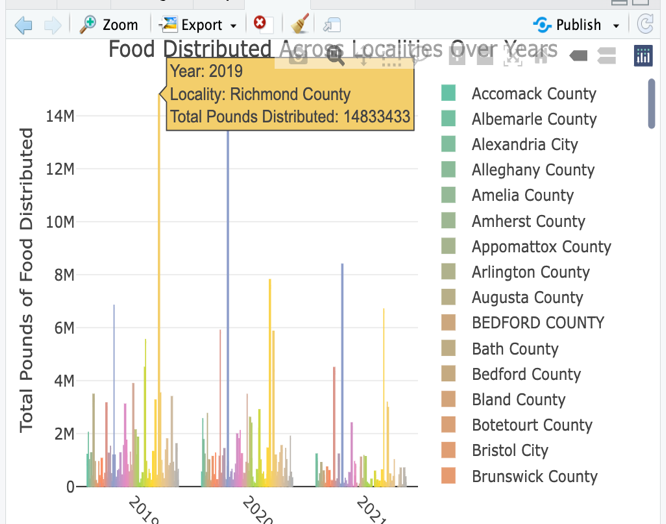 Zoom Export Publish
Food Distributed Across Localities Over Years
Year: 2019
Locality: Richmond County
Total Pounds Distributed: 14833433
Total Pounds of Food Distributed
14M
12M
10M
8M
6M
4M
2M
0
2019
2020
2021
Accomack County
Albemarle County
Alexandria City
Alleghany County
Amelia County
Amherst County
Appomattox County
Arlington County
Augusta County
BEDFORD COUNTY
Bath County
Bedford County
Bland County
Botetourt County
Bristol City
Brunswick County